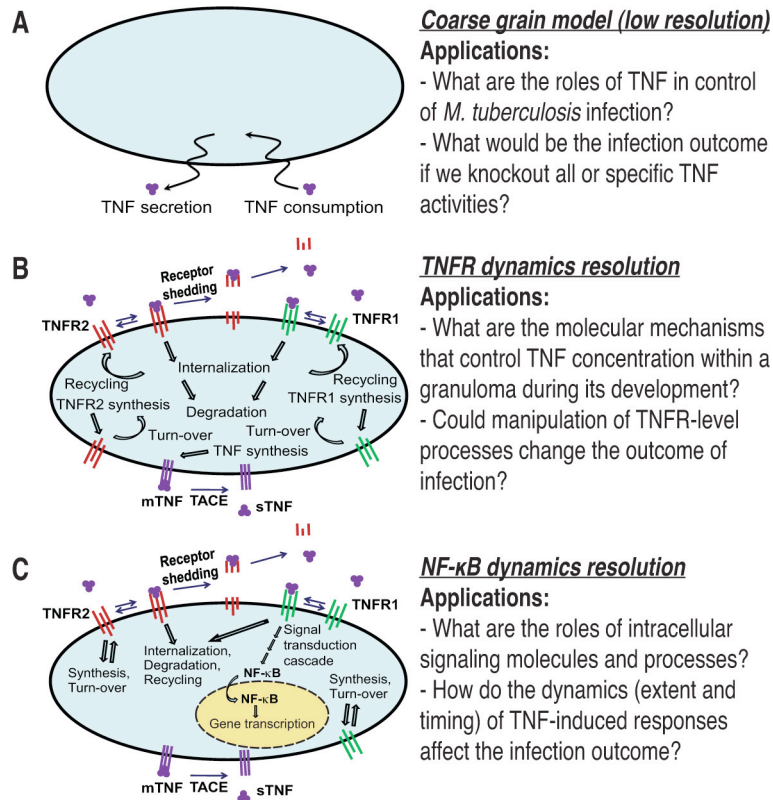 A
TNF secretion
TNF consumption
Coarse grain model (low resolution)
Applications:
- What are the roles of TNF in control
of M. tuberculosis infection?
- What would be the infection outcome
if we knockout all or specific TNF
activities?
B
Receptor
shedding
TNFR2
TNFR1
Internalization
Recycling
Recycling
TNFR2 synthesis
TNFR1 synthesis
Degradation
Turn-over
Turn-over
TNF synthesis
mTNF
TACE
sTNF
TNFR dynamics resolution
Applications:
- What are the molecular mechanisms
that control TNF concentration within a
granuloma during its development?
- Could manipulation of TNFR-level
processes change the outcome of
infection?
C
Receptor
shedding
TNFR2
TNFR1
Synthesis,
Turn-over
Internalization,
Degradation,
Recycling
Signal
transduction
cascade
NF-κB
NF-κB
Gene transcription
Synthesis,
Turn-over
mTNF
TACE
sTNF
NF-κB dynamics resolution
Applications:
- What are the roles of intracellular
signaling molecules and processes?
- How do the dynamics (extent and
timing) of TNF-induced responses
affect the infection outcome?